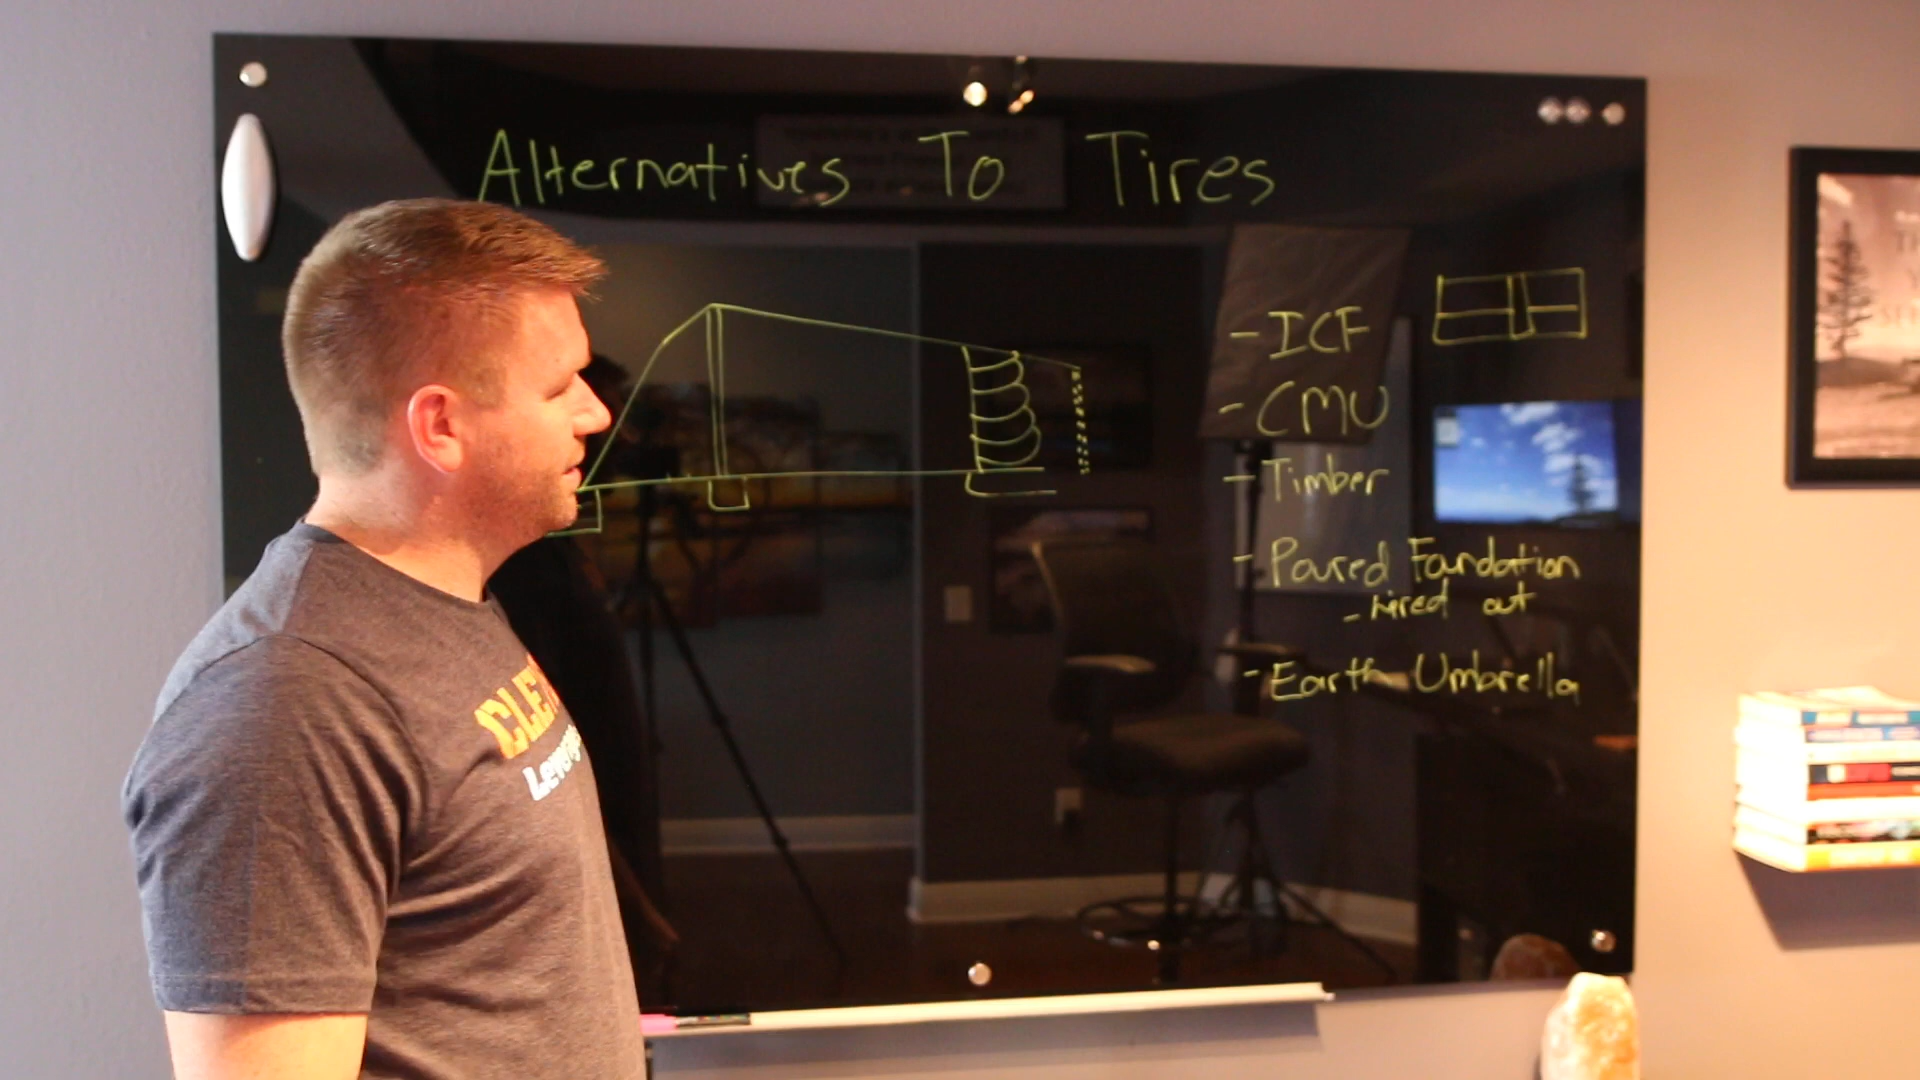 Alternatives To Tires
- ICF
- CMU
- Timber
- Poured Foundation
- hired out
- Earth Umbrella